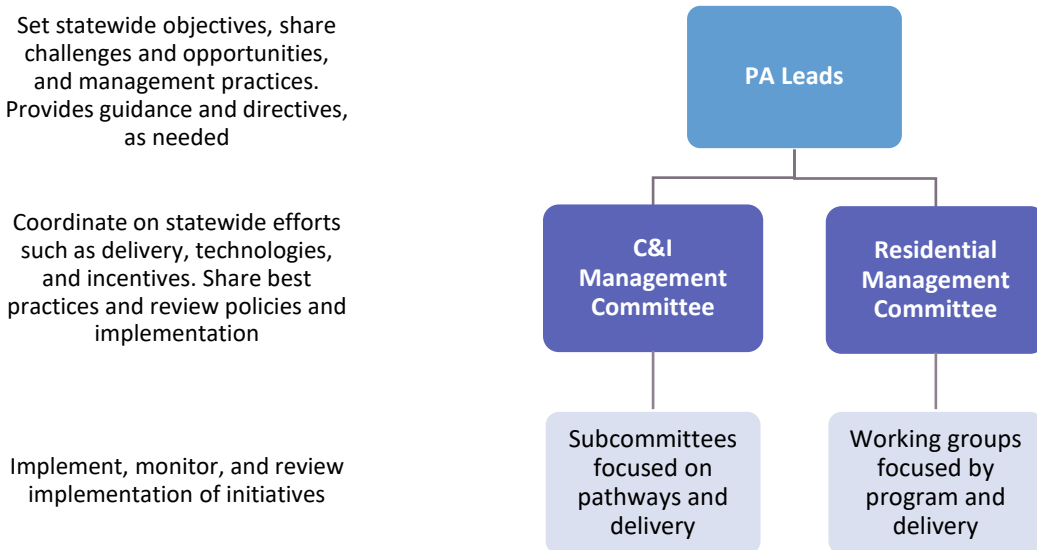 Set statewide objectives, share
challenges and opportunities,
and management practices.
Provides guidance and directives,
as needed
PA Leads
Coordinate on statewide efforts
such as delivery, technologies,
and incentives. Share best
practices and review policies and
implementation
C&I
Management
Committee
Residential
Management
Committee
Implement, monitor, and review
implementation of initiatives
Subcommittees
focused on
pathways and
delivery
Working groups
focused by
program and
delivery